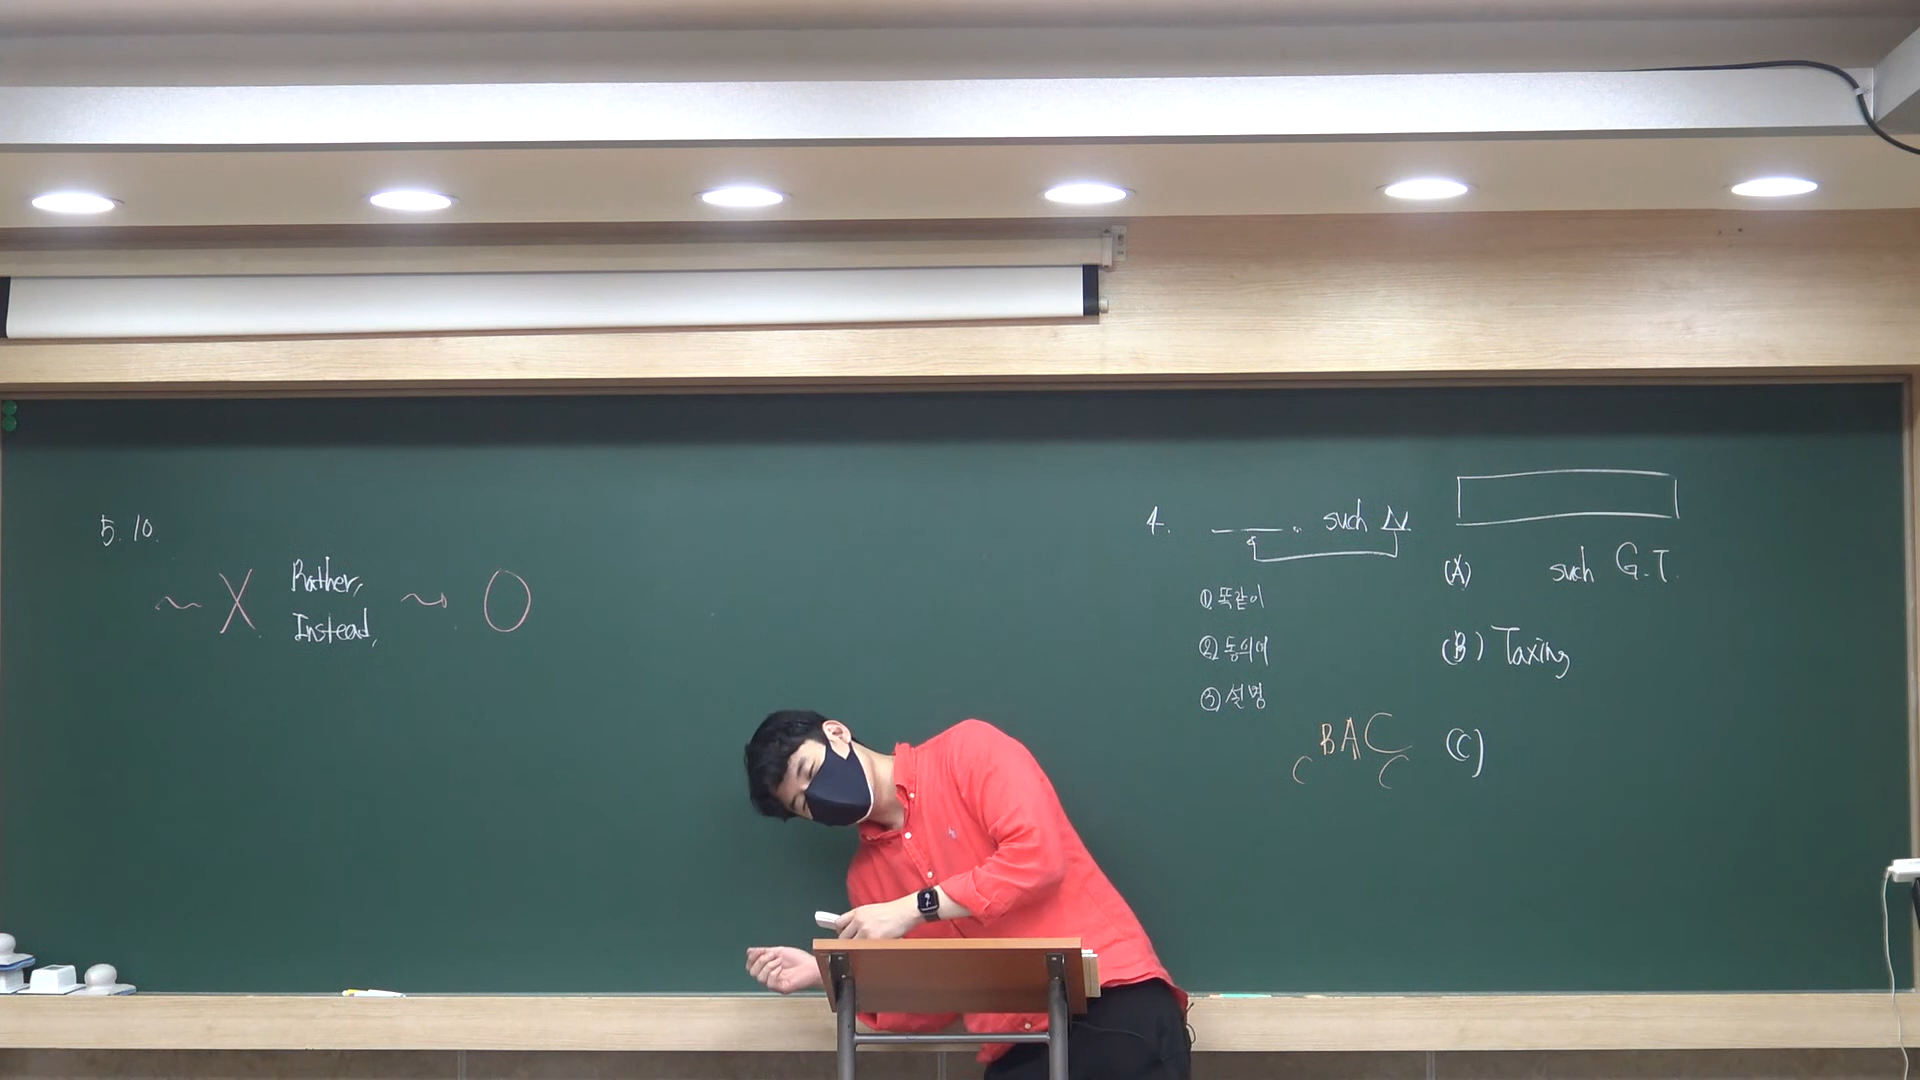 5. 10.
~ X Rather, ~ O
Instead,
4. ___. such N
① 똑같이
② 동의어
③ 설명
(A) such G.T.
(B) Taxing
(C)
BAC
C C